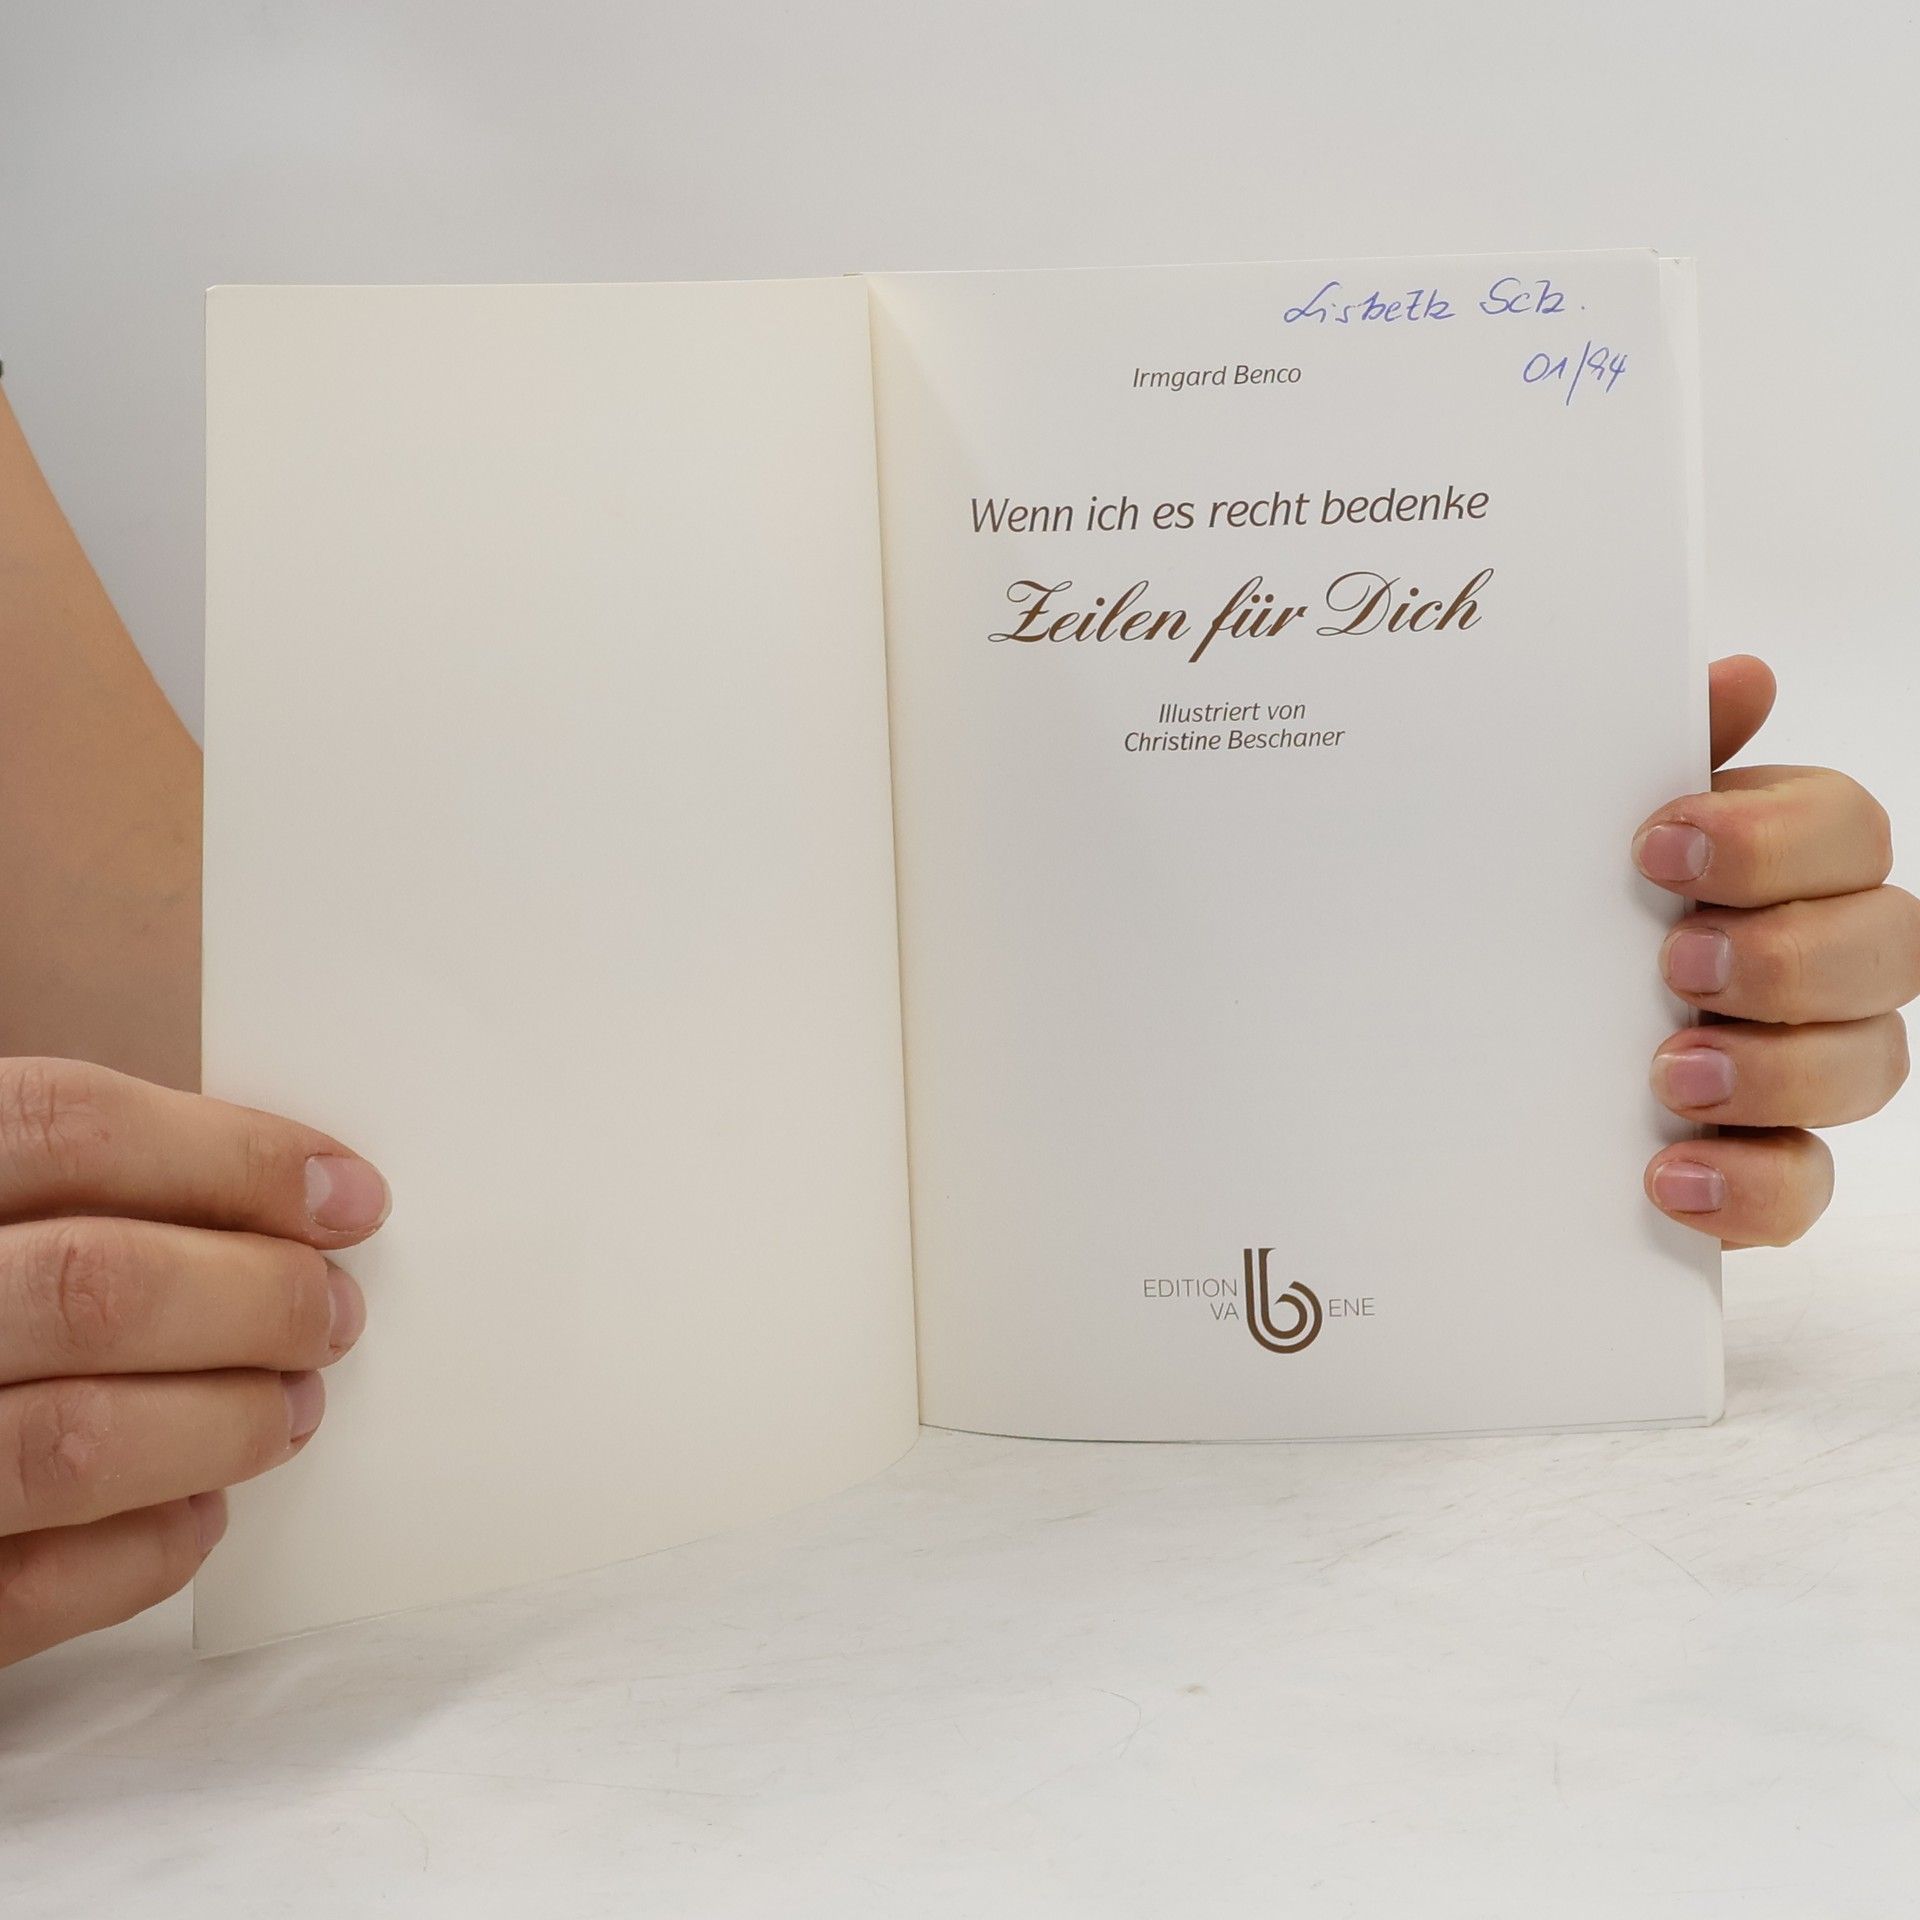 Lisbeth Sch.
01/94
Irmgard Benco
Wenn ich es recht bedenke
Zeilen für Dich
Illustriert von
Christine Beschaner
EDITION
VA b ENE